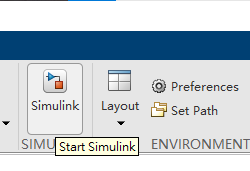 Simulink
Layout
Preferences
Set Path
SIMU
ENVIRONMENT
Start Simulink